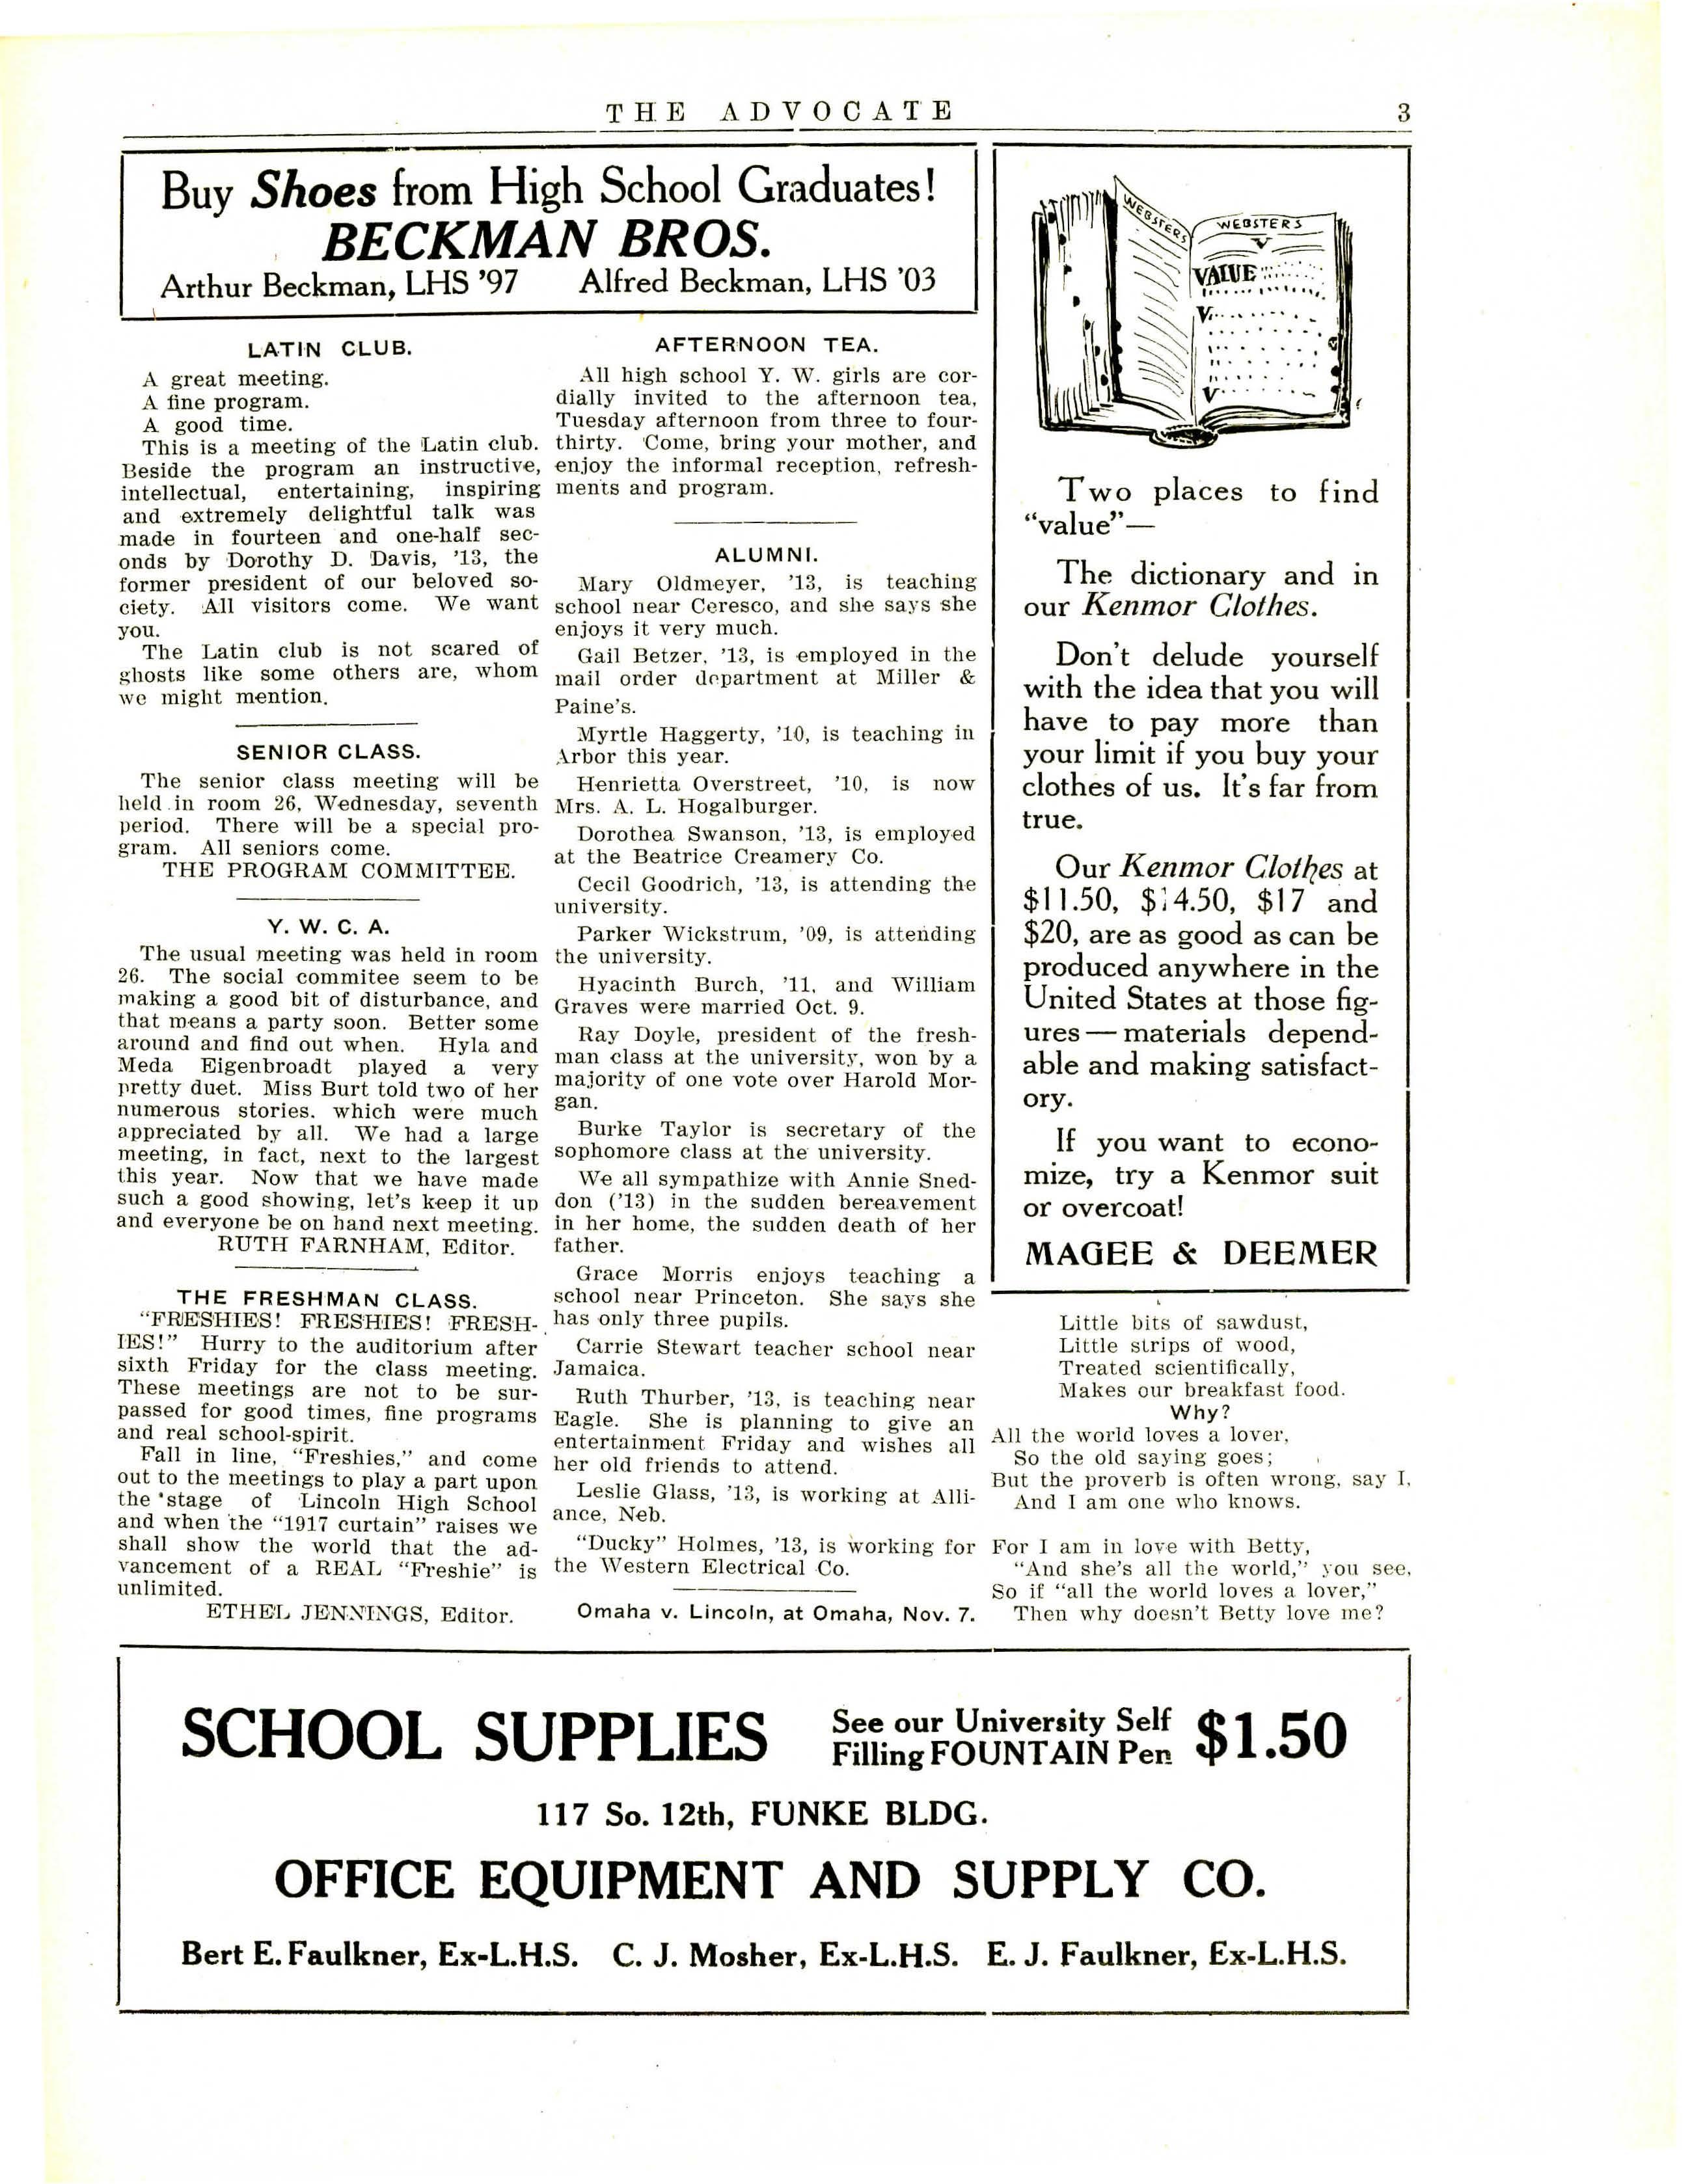 THE ADVOCATE
3
Buy Shoes from High School Graduates!
BECKMAN BROS.
Arthur Beckman, LHS '97 Alfred Beckman, LHS '03
LATIN CLUB.
A great meeting.
A fine program.
A good time.
This is a meeting of the Latin club.
Beside the program an instructive,
intellectual, entertaining, inspiring
and extremely delightful talk was
made in fourteen and one-half sec-
onds by Dorothy D. Davis, '13, the
former president of our beloved so-
ciety. All visitors come. We want
you.
The Latin club is not scared of
ghosts like some others are, whom
we might mention.
SENIOR CLASS.
The senior class meeting will be
held in room 26, Wednesday, seventh
period. There will be a special pro-
gram. All seniors come.
THE PROGRAM COMMITTEE.
Y. W. C. A.
The usual meeting was held in room
26. The social commitee seem to be
making a good bit of disturbance, and
that means a party soon. Better some
around and find out when. Hyla and
Meda Eigenbroadt played a very
pretty duet. Miss Burt told two of her
numerous stories. which were much
appreciated by all. We had a large
meeting, in fact, next to the largest
this year. Now that we have made
such a good showing, let's keep it up
and everyone be on hand next meeting.
RUTH FARNHAM, Editor.
THE FRESHMAN CLASS.
"FRESHIES! FRESHIES! FRESH-
IES!" Hurry to the auditorium after
sixth Friday for the class meeting.
These meetings are not to be sur-
passed for good times, fine programs
and real school-spirit.
Fall in line, "Freshies," and come
out to the meetings to play a part upon
the stage of Lincoln High School
and when the "1917 curtain" raises we
shall show the world that the ad-
vancement of a REAL "Freshie" is
unlimited.
ETHEL JENNINGS, Editor.
AFTERNOON TEA.
All high school Y. W. girls are cor-
dially invited to the afternoon tea,
Tuesday afternoon from three to four-
thirty. Come, bring your mother, and
enjoy the informal reception, refresh-
ments and program.
ALUMNI.
Mary Oldmeyer, '13, is teaching
school near Ceresco, and she says she
enjoys it very much.
Gail Betzer, '13, is employed in the
mail order department at Miller &
Paine's.
Myrtle Haggerty, '10, is teaching in
Arbor this year.
Henrietta Overstreet, '10, is now
Mrs. A. L. Hogalburger.
Dorothea Swanson, '13, is employed
at the Beatrice Creamery Co.
Cecil Goodrich, '13, is attending the
university.
Parker Wickstrum, '09, is attending
the university.
Hyacinth Burch, '11, and William
Graves were married Oct. 9.
Ray Doyle, president of the fresh-
man class at the university, won by a
majority of one vote over Harold Mor-
gan.
Burke Taylor is secretary of the
sophomore class at the university.
We all sympathize with Annie Sned-
don ('13) in the sudden bereavement
in her home, the sudden death of her
father.
Grace Morris enjoys teaching a
school near Princeton. She says she
has only three pupils.
Carrie Stewart teacher school near
Jamaica.
Ruth Thurber, '13, is teaching near
Eagle. She is planning to give an
entertainment Friday and wishes all
her old friends to attend.
Leslie Glass, '13, is working at Alli-
ance, Neb.
"Ducky" Holmes, '13, is working for
the Western Electrical Co.
Omaha v. Lincoln, at Omaha, Nov. 7.
WEBSTERS
WEBSTERS
V
VALUE
V
V
Two places to find
"value"—
The dictionary and in
our Kenmor Clothes.
Don't delude yourself
with the idea that you will
have to pay more than
your limit if you buy your
clothes of us. It's far from
true.
Our Kenmor Clothes at
$11.50, $14.50, $17 and
$20, are as good as can be
produced anywhere in the
United States at those fig-
ures — materials depend-
able and making satisfact-
ory.
If you want to econo-
mize, try a Kenmor suit
or overcoat!
MAGEE & DEEMER
Little bits of sawdust,
Little strips of wood,
Treated scientifically,
Makes our breakfast food.
Why?
All the world loves a lover,
So the old saying goes;
But the proverb is often wrong, say I,
And I am one who knows.
For I am in love with Betty,
"And she's all the world," you see,
So if "all the world loves a lover,"
Then why doesn't Betty love me?
SCHOOL SUPPLIES
See our University Self
Filling FOUNTAIN Pen
$1.50
117 So. 12th, FUNKE BLDG.
OFFICE EQUIPMENT AND SUPPLY CO.
Bert E. Faulkner, Ex-L.H.S. C. J. Mosher, Ex-L.H.S. E. J. Faulkner, Ex-L.H.S.